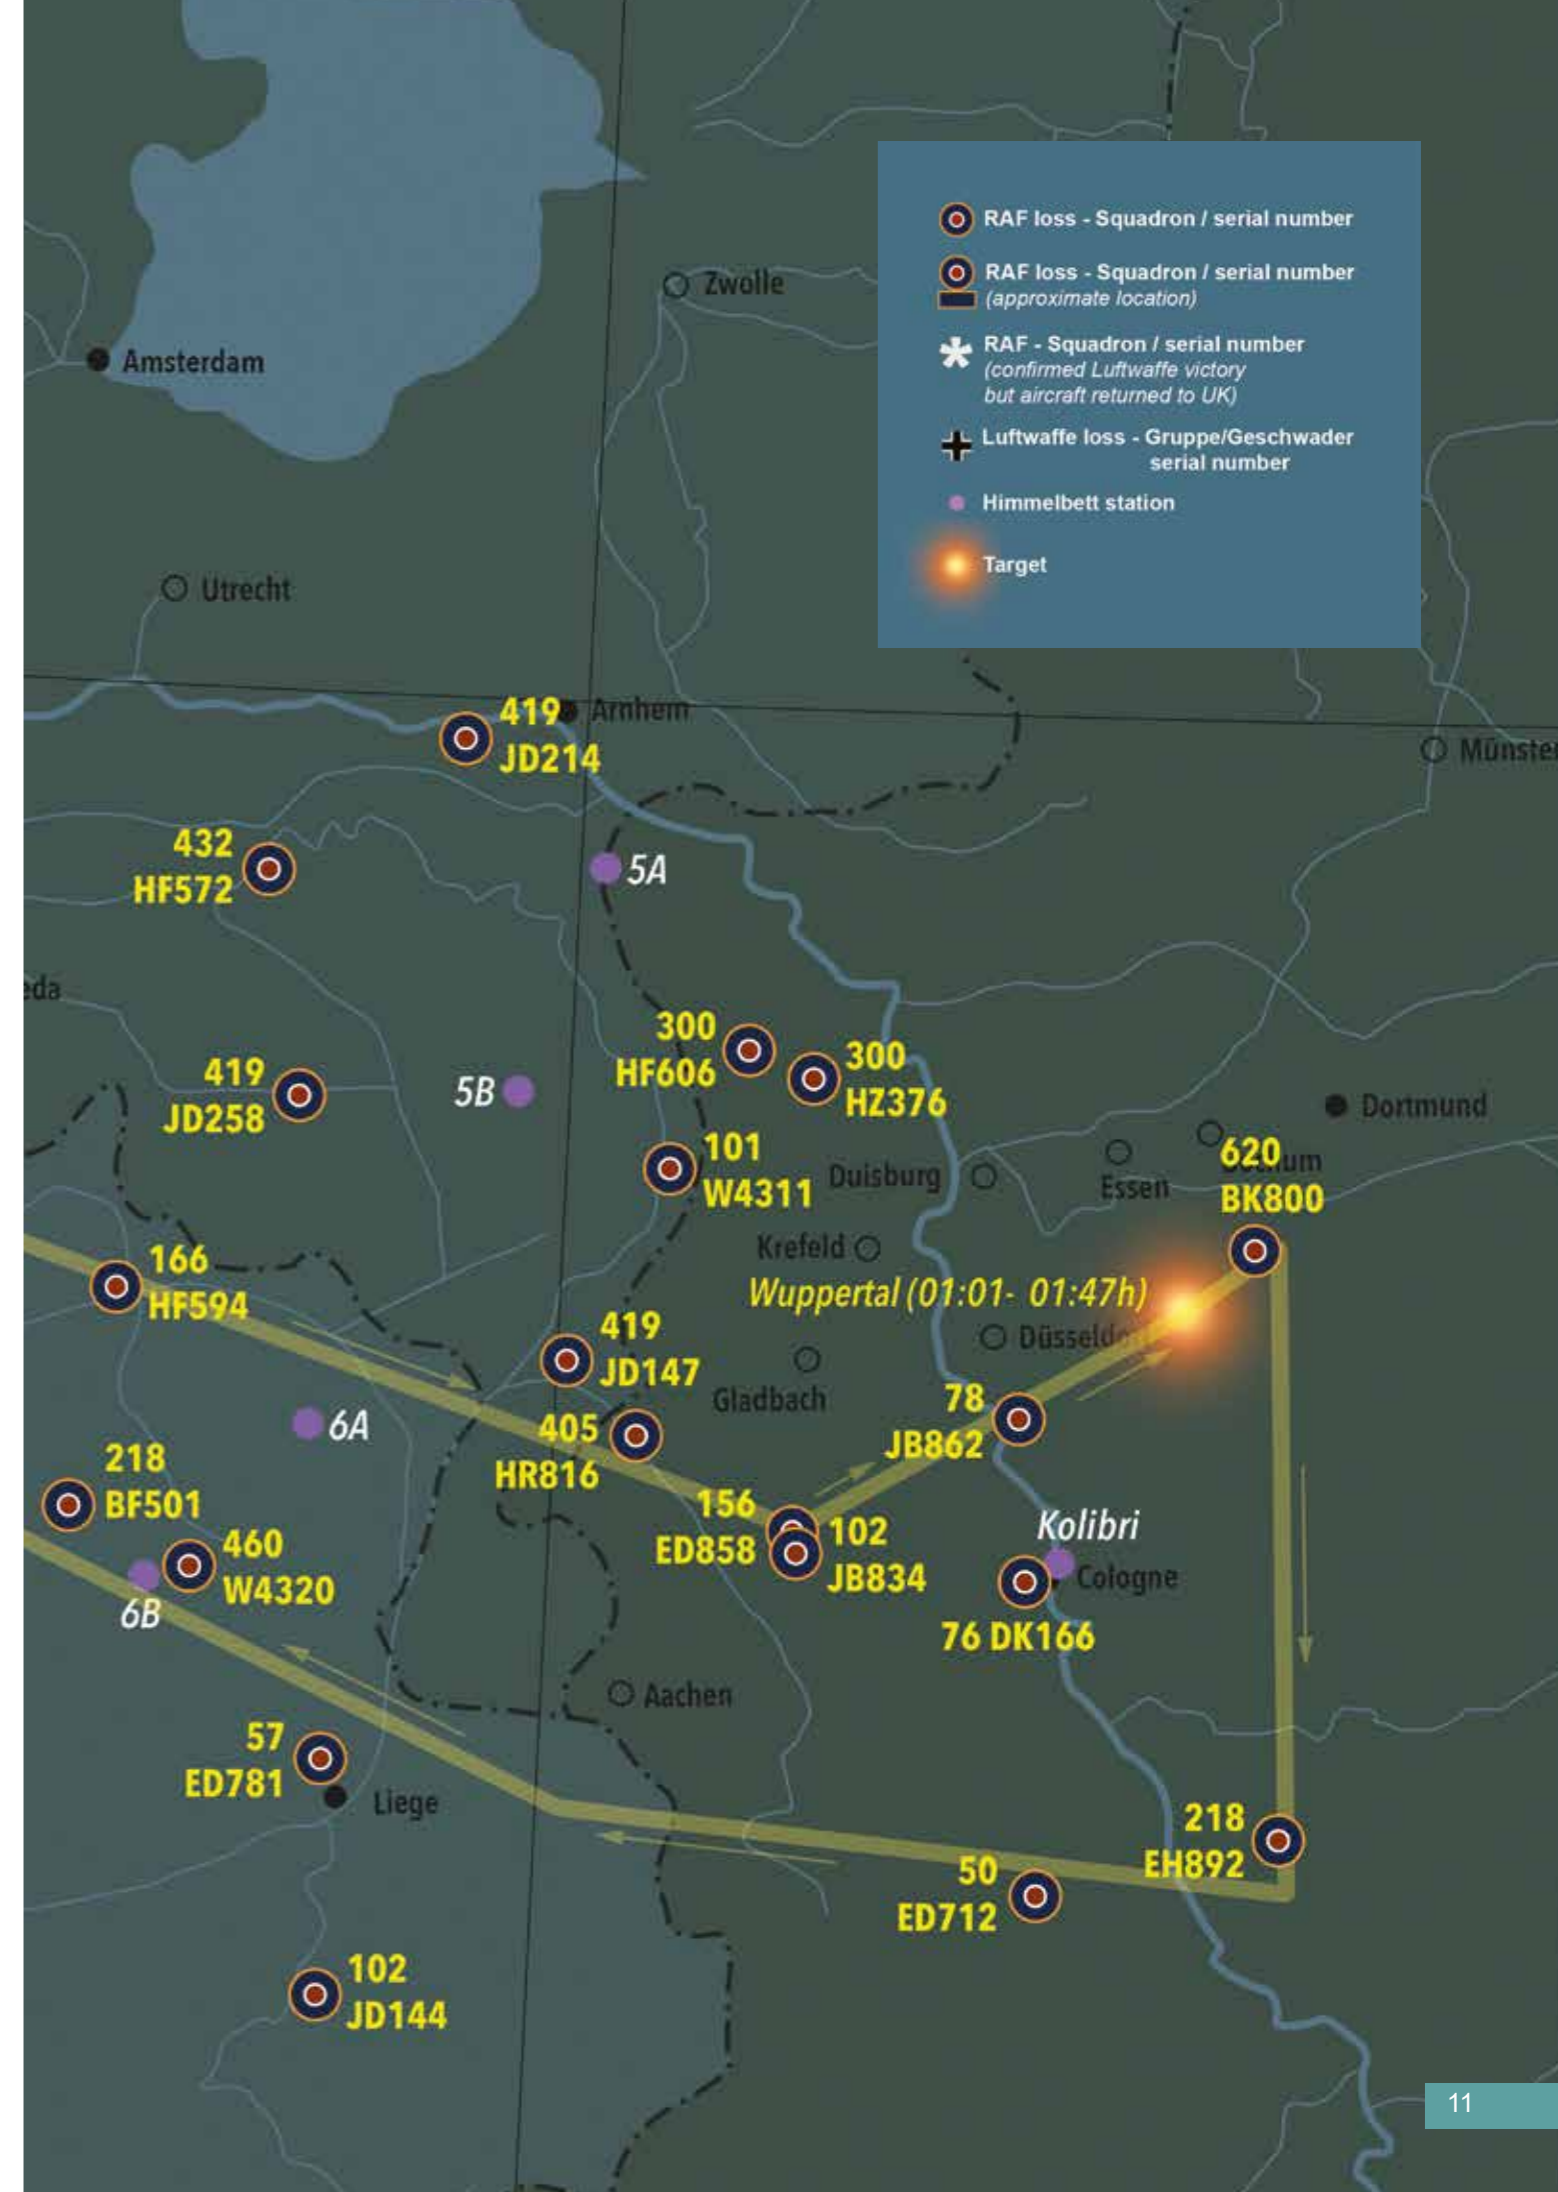 RAF loss - Squadron / serial number
RAF loss - Squadron / serial number
(approximate location)
RAF - Squadron / serial number
(confirmed Luftwaffe victory
but aircraft returned to UK)
Luftwaffe loss - Gruppe/Geschwader
serial number
Himmelbett station
Target
Zwolle
Amsterdam
Utrecht
419
JD214
Arnhem
Münster
432
HF572
5A
eda
300
HF606
300
HZ376
419
JD258
5B
Dortmund
101
W4311
Duisburg
Essen
620
BK800
Krefeld
Wuppertal (01:01- 01:47h)
166
HF594
419
JD147
Düsseldorf
Gladbach
78
JB862
6A
405
HR816
218
BF501
156
ED858
102
JB834
Kolibri
Cologne
460
W4320
6B
76 DK166
Aachen
57
ED781
Liege
218
EH892
50
ED712
102
JD144
11